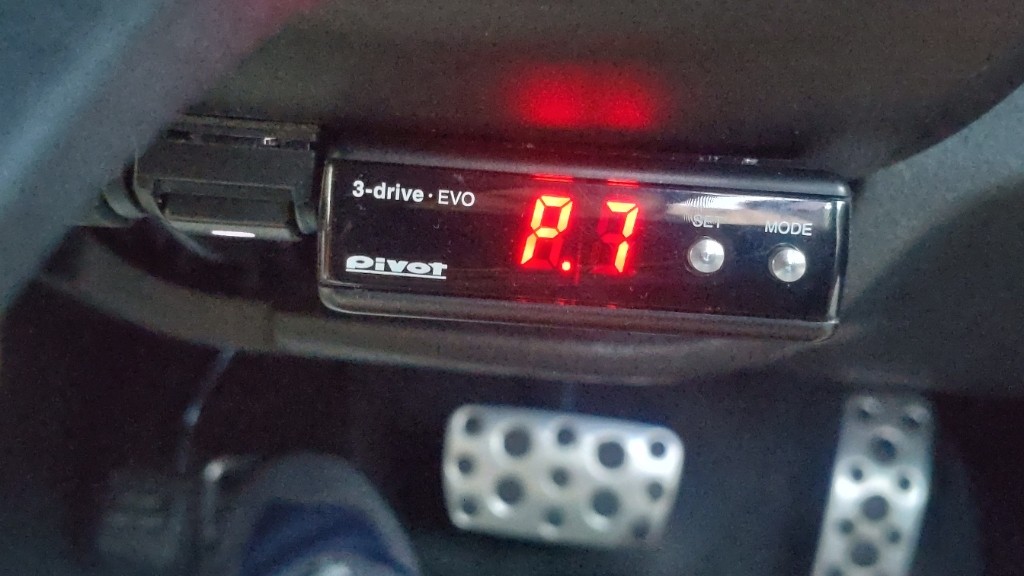 3-drive · EVO
P.7
SET
MODE
Pivot